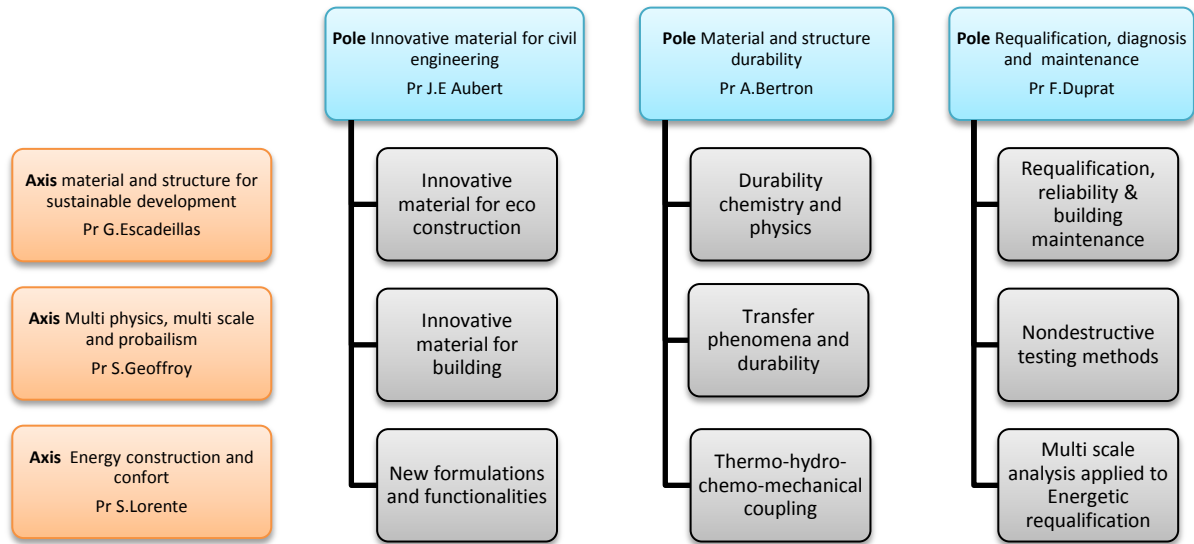 Pole Innovative material for civil
engineering
Pr J.E Aubert
Pole Material and structure
durability
Pr A.Bertron
Pole Requalification, diagnosis
and maintenance
Pr F.Duprat
Axis material and structure for
sustainable development
Pr G.Escadeillas
Innovative
material for eco
construction
Durability
chemistry and
physics
Requalification,
reliability &
building
maintenance
Axis Multi physics, multi scale
and probailism
Pr S.Geoffroy
Innovative
material for
building
Transfer
phenomena and
durability
Nondestructive
testing methods
Axis Energy construction and
confort
Pr S.Lorente
New formulations
and functionalities
Thermo-hydro-
chemo-mechanical
coupling
Multi scale
analysis applied to
Energetic
requalification